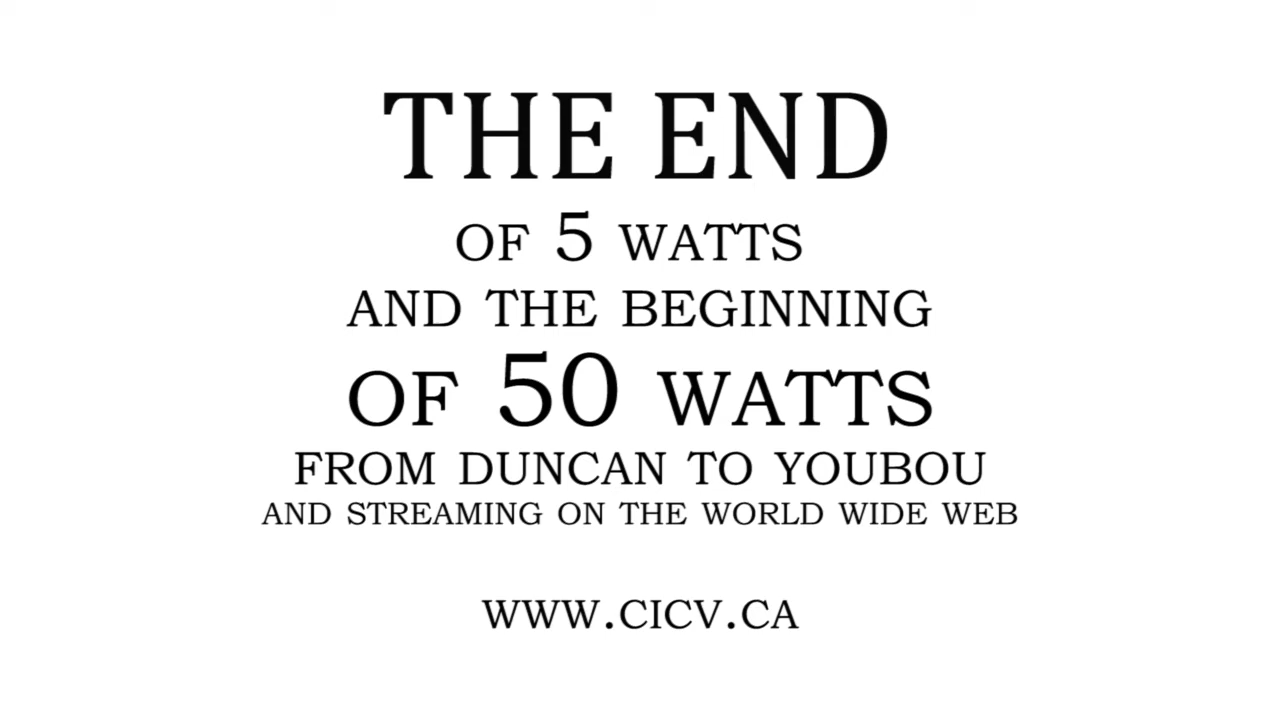 THE END
OF 5 WATTS
AND THE BEGINNING
OF 50 WATTS
FROM DUNCAN TO YOUBOU
AND STREAMING ON THE WORLD WIDE WEB
WWW.CICV.CA